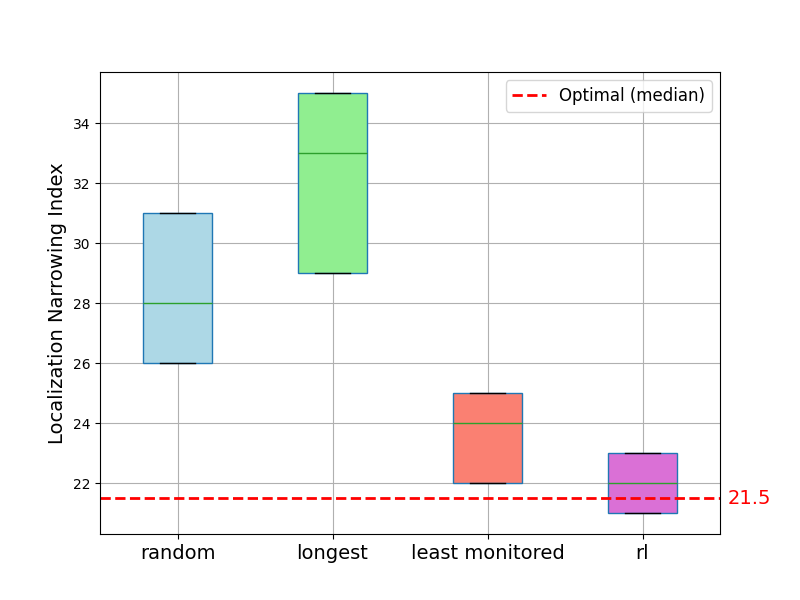 Optimal (median)
Localization Narrowing Index
34
32
30
28
26
24
22
21.5
random
longest
least monitored
rl